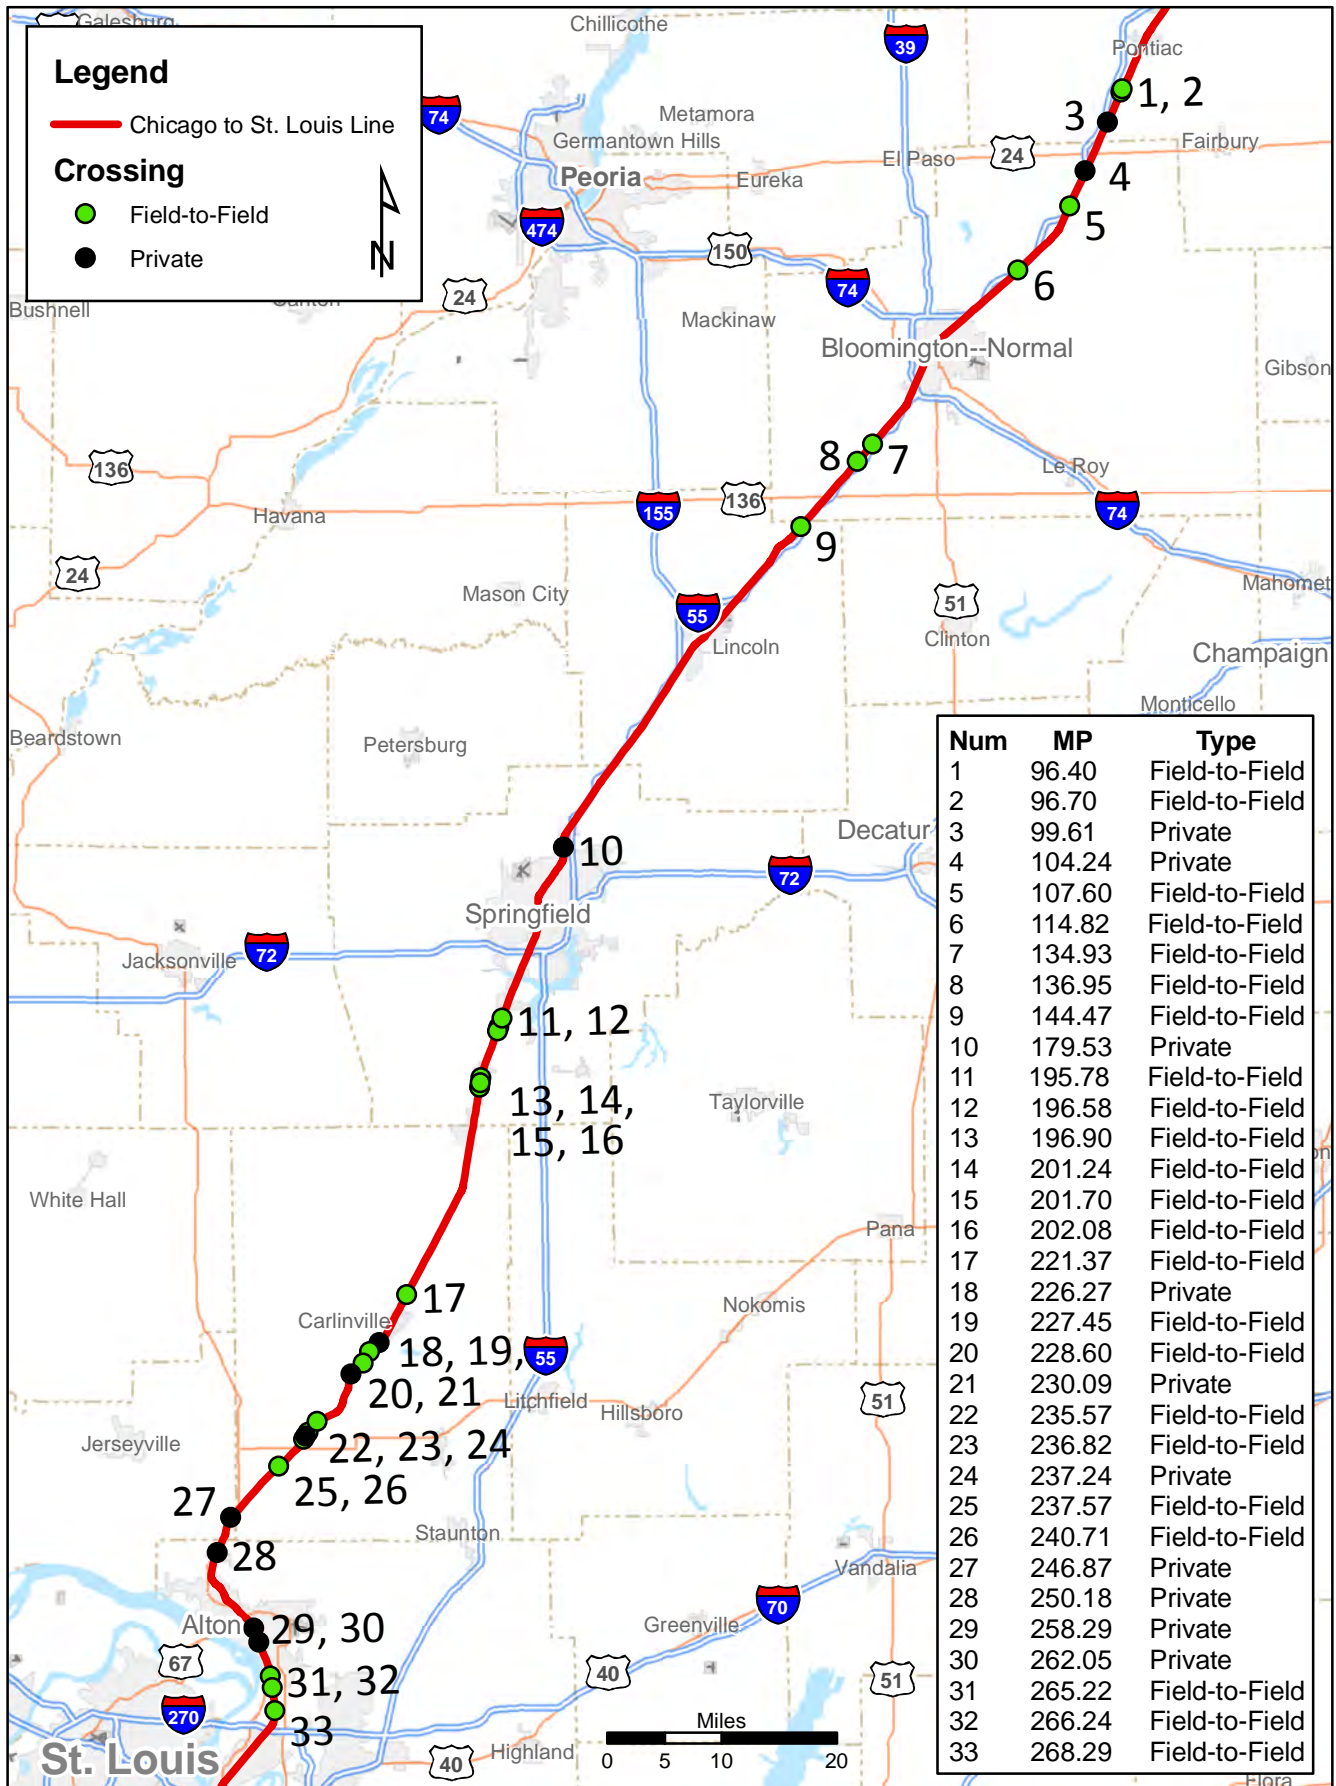 Galesburg
Chillicothe
39
Pontiac
Legend
Chicago to St. Louis Line
Crossing
Field-to-Field
Private
N
74
Metamora
Germantown Hills
Peoria
Eureka
El Paso
24
Fairbury
1, 2
3
4
5
6
474
150
74
24
Bushnell
Canton
Mackinaw
Bloomington--Normal
Gibson
136
8
7
Le Roy
Havana
155
136
74
9
24
Mason City
55
51
Mahomet
Lincoln
Clinton
Champaign
Monticello
Beardstown
Petersburg
Decatur
10
72
Springfield
72
Jacksonville
11, 12
13, 14,
15, 16
Taylorville
White Hall
Pana
17
Nokomis
Carlinville
18, 19,
20, 21
55
Litchfield
Hillsboro
51
Jerseyville
22, 23, 24
25, 26
27
Staunton
28
Vandalia
70
Alton
29, 30
Greenville
67
40
51
31, 32
270
33
St. Louis
40
Highland
Miles
0 5 10 20
Flora
Num MP Type
1 96.40 Field-to-Field
2 96.70 Field-to-Field
3 99.61 Private
4 104.24 Private
5 107.60 Field-to-Field
6 114.82 Field-to-Field
7 134.93 Field-to-Field
8 136.95 Field-to-Field
9 144.47 Field-to-Field
10 179.53 Private
11 195.78 Field-to-Field
12 196.58 Field-to-Field
13 196.90 Field-to-Field
14 201.24 Field-to-Field
15 201.70 Field-to-Field
16 202.08 Field-to-Field
17 221.37 Field-to-Field
18 226.27 Private
19 227.45 Field-to-Field
20 228.60 Field-to-Field
21 230.09 Private
22 235.57 Field-to-Field
23 236.82 Field-to-Field
24 237.24 Private
25 237.57 Field-to-Field
26 240.71 Field-to-Field
27 246.87 Private
28 250.18 Private
29 258.29 Private
30 262.05 Private
31 265.22 Field-to-Field
32 266.24 Field-to-Field
33 268.29 Field-to-Field